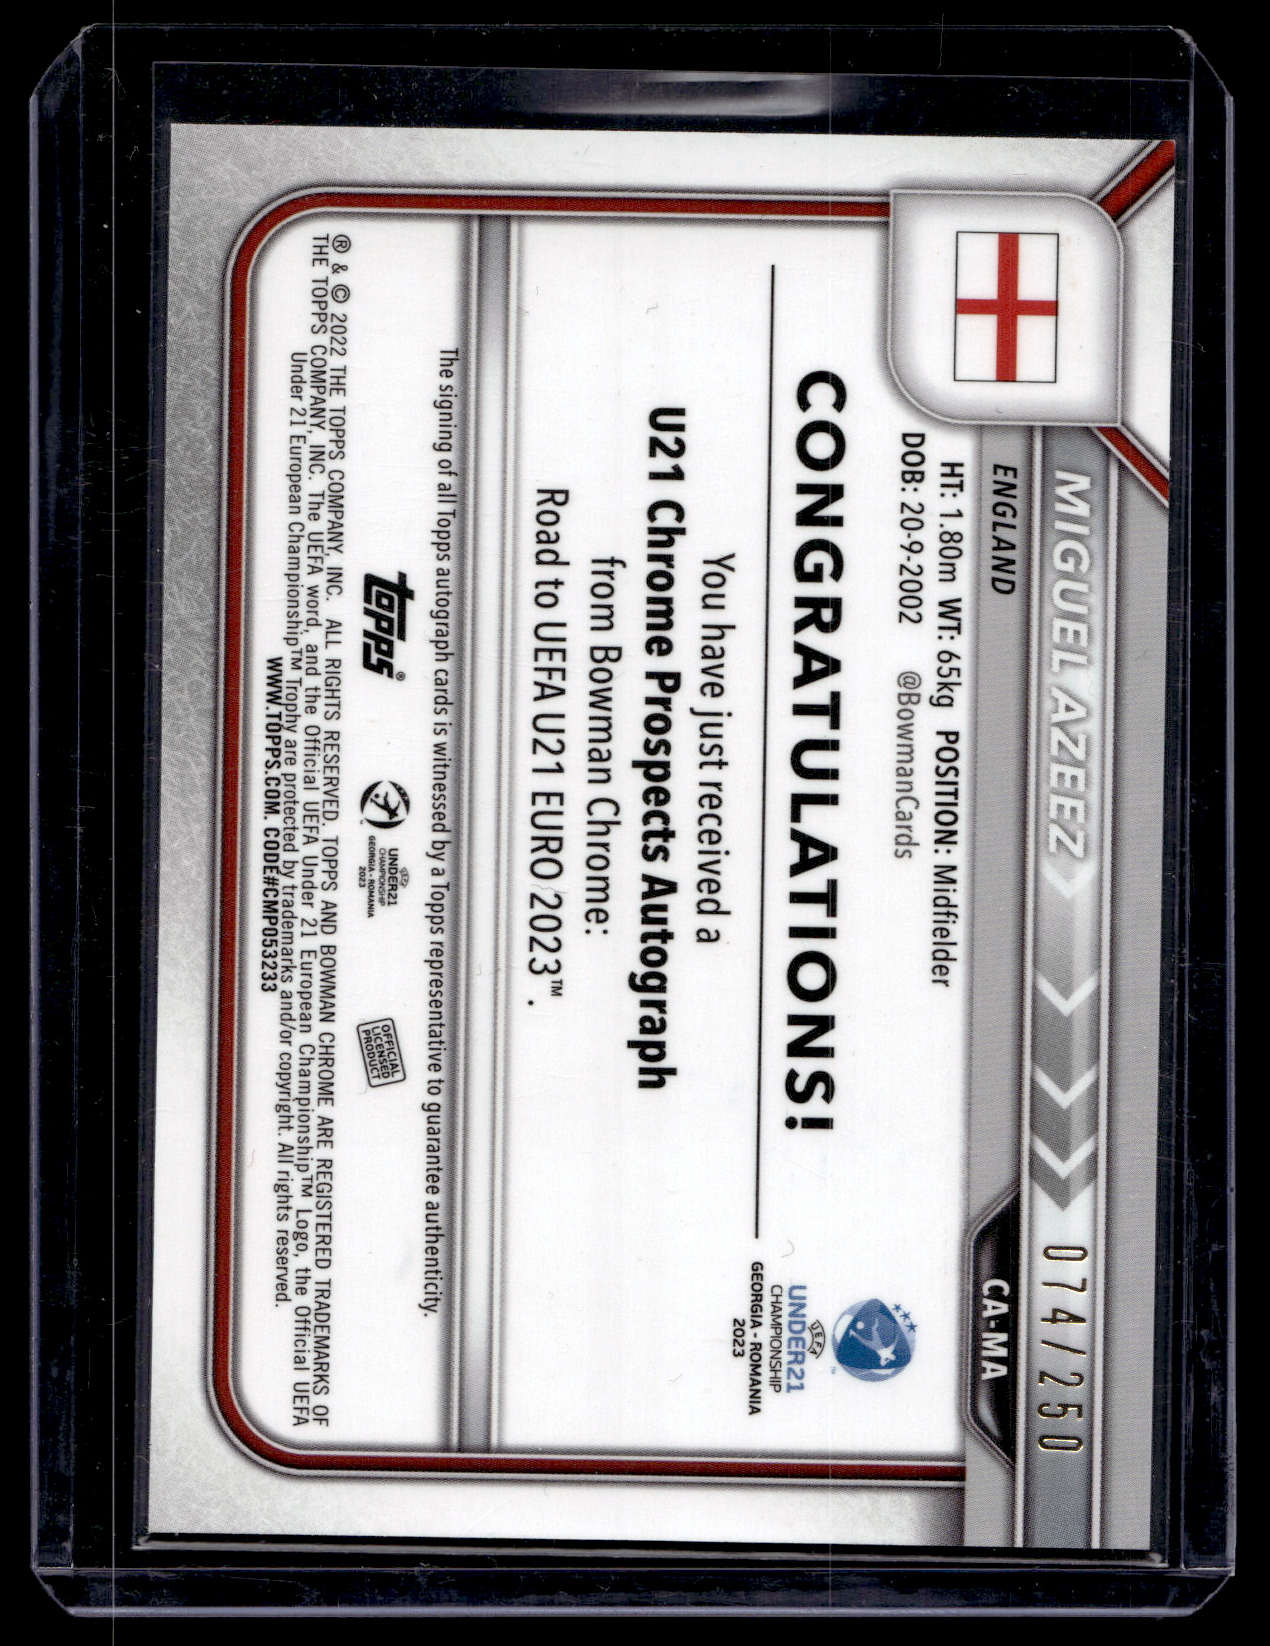 MIGUEL AZEEZ
074/250
ENGLAND
CA-MA
HT: 1.80m WT: 65kg POSITION: Midfielder
DOB: 20-9-2002 @BowmanCards
CONGRATULATIONS!
UEFA
UNDER21
CHAMPIONSHIP
GEORGIA - ROMANIA
2023
You have just received a
U21 Chrome Prospects Autograph
from Bowman Chrome:
Road to UEFA U21 EURO 2023™.
The signing of all Topps autograph cards is witnessed by a Topps representative to guarantee authenticity.
topps®
UEFA
UNDER21
CHAMPIONSHIP
GEORGIA - ROMANIA
2023
OFFICIAL
LICENSED
PRODUCT
® & © 2022 THE TOPPS COMPANY, INC. ALL RIGHTS RESERVED. TOPPS AND BOWMAN CHROME ARE REGISTERED TRADEMARKS OF
THE TOPPS COMPANY, INC. The UEFA word, and the Official UEFA Under 21 European Championship™ Logo, the Official UEFA
Under 21 European Championship™ Trophy are protected by trademarks and/or copyright. All rights reserved.
WWW.TOPPS.COM. CODE#CMP053233